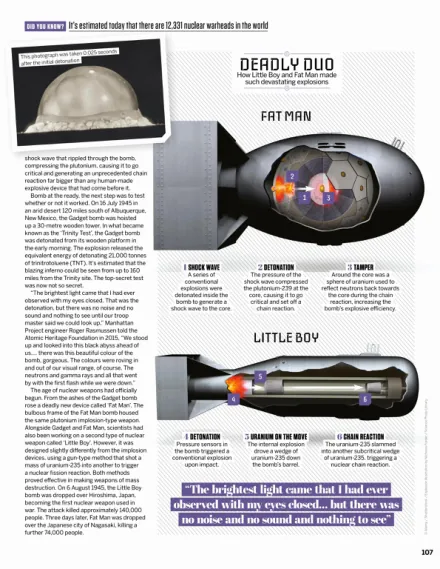 DID YOU KNOW? It's estimated today that there are 12,331 nuclear warheads in the world
This photograph was taken 0.025 seconds
after the initial detonation
shock wave that rippled through the bomb,
compressing the plutonium, causing it to go
critical and generating an unprecedented chain
reaction far bigger than any human-made
explosive device that had come before it.
Bomb at the ready, the next step was to test
whether or not it worked. On 16 July 1945 in
an arid desert 120 miles south of Albuquerque,
New Mexico, the Gadget bomb was hoisted
up a 30-metre wooden tower. In what became
known as the 'Trinity Test', the Gadget bomb
was detonated from its wooden platform in
the early morning. The explosion released the
equivalent energy of detonating 21,000 tonnes
of trinitrotoluene (TNT). It's estimated that the
blazing inferno could be seen from up to 160
miles from the Trinity site. The top-secret test
was now not so secret.
"The brightest light came that I had ever
observed with my eyes closed. That was the
detonation, but there was no noise and no
sound and nothing to see until our troop
master said we could look up," Manhattan
Project engineer Roger Rasmussen told the
Atomic Heritage Foundation in 2015. "We stood
up and looked into this black abyss ahead of
us.... there was this beautiful colour of the
bomb, gorgeous. The colours were roving in
and out of our visual range, of course. The
neutrons and gamma rays and all that went
by with the first flash while we were down."
The age of nuclear weapons had officially
begun. From the ashes of the Gadget bomb
rose a deadly new device called 'Fat Man'. The
bulbous frame of the Fat Man bomb housed
the same plutonium implosion-type weapon.
Alongside Gadget and Fat Man, scientists had
also been working on a second type of nuclear
weapon called 'Little Boy'. However, it was
designed slightly differently from the implosion
devices, using a gun-type method that shot a
mass of uranium-235 into another to trigger
a nuclear fission reaction. Both methods
proved effective in making weapons of mass
destruction. On 6 August 1945, the Little Boy
bomb was dropped over Hiroshima, Japan,
becoming the first nuclear weapon used in
war. The attack killed approximately 140,000
people. Three days later, Fat Man was dropped
over the Japanese city of Nagasaki, killing a
further 74,000 people.
DEADLY DUO
How Little Boy and Fat Man made
such devastating explosions
FAT MAN
2
1
3
1 SHOCK WAVE
A series of
conventional
explosions were
detonated inside the
bomb to generate a
shock wave to the core.
2 DETONATION
The pressure of the
shock wave compressed
the plutonium-239 at the
core, causing it to go
critical and set off a
chain reaction.
3 TAMPER
Around the core was a
sphere of uranium used to
reflect neutrons back towards
the core during the chain
reaction, increasing the
bomb's explosive efficiency.
LITTLE BOY
5
4
6
4 DETONATION
Pressure sensors in
the bomb triggered a
conventional explosion
upon impact.
5 URANIUM ON THE MOVE
The internal explosion
drove a wedge of
uranium-235 down
the bomb's barrel.
6 CHAIN REACTION
The uranium-235 slammed
into another subcritical wedge
of uranium-235, triggering a
nuclear chain reaction.
"The brightest light came that I had ever
observed with my eyes closed... but there was
no noise and no sound and nothing to see"
107